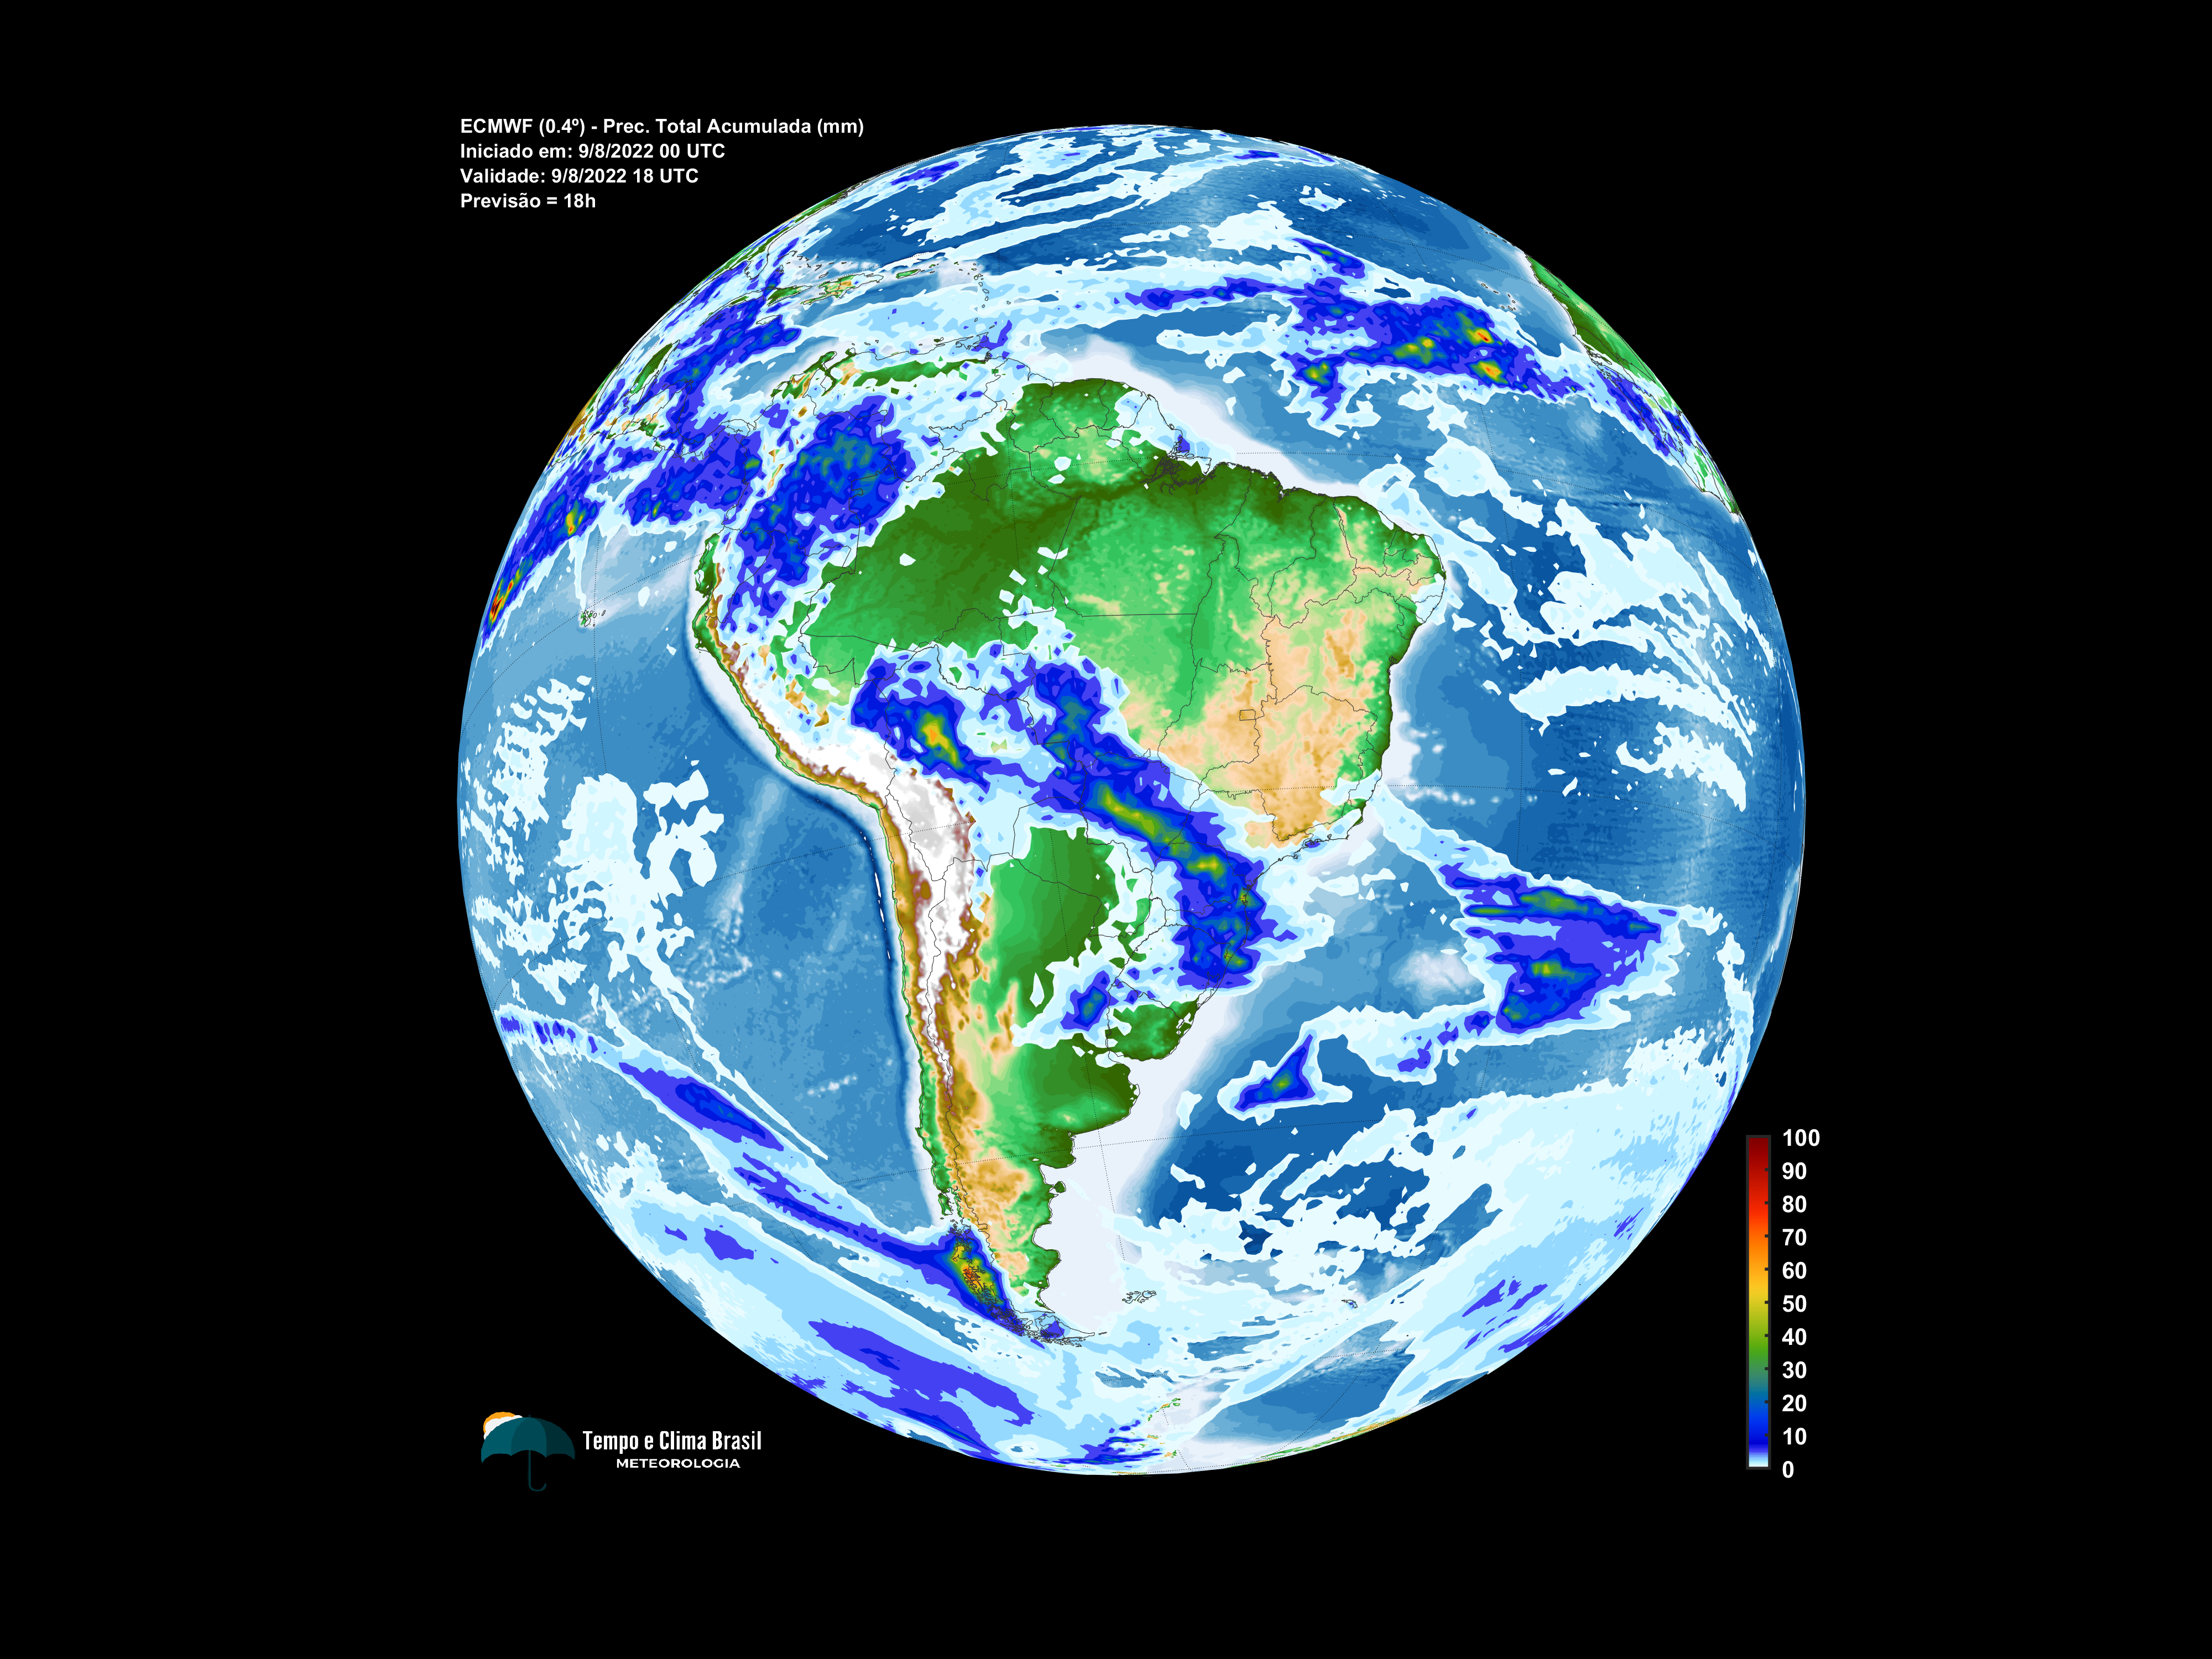 ECMWF (0.4º) - Prec. Total Acumulada (mm)
Iniciado em: 9/8/2022 00 UTC
Validade: 9/8/2022 18 UTC
Previsão = 18h
100
90
80
70
60
50
40
30
20
10
0
Tempo e Clima Brasil
METEOROLOGIA